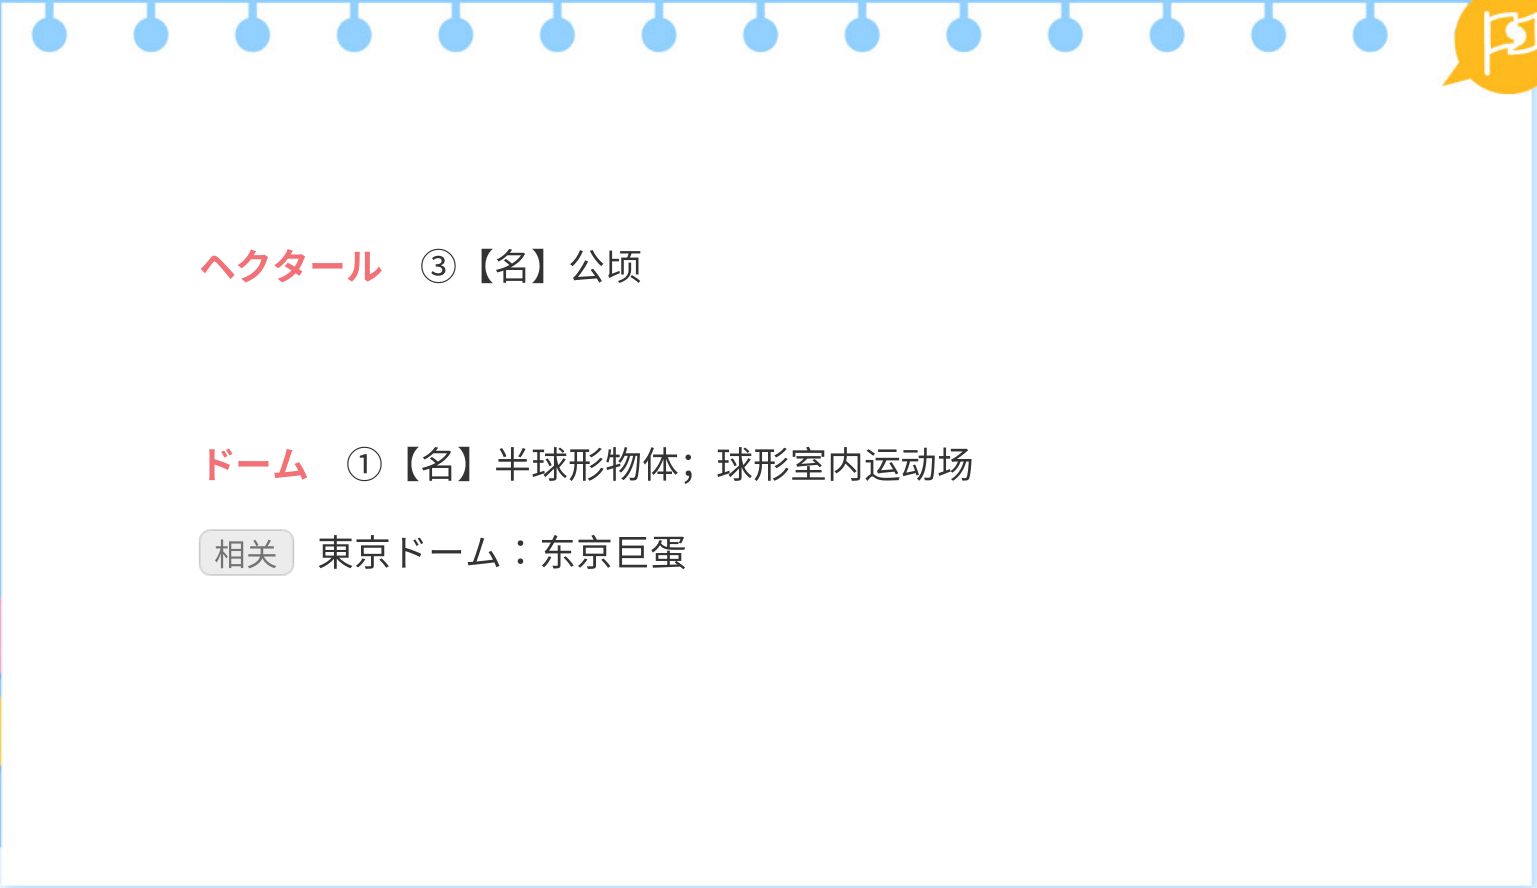 ヘクタール　③【名】公顷
ドーム　①【名】半球形物体；球形室内运动场
相关 東京ドーム：东京巨蛋